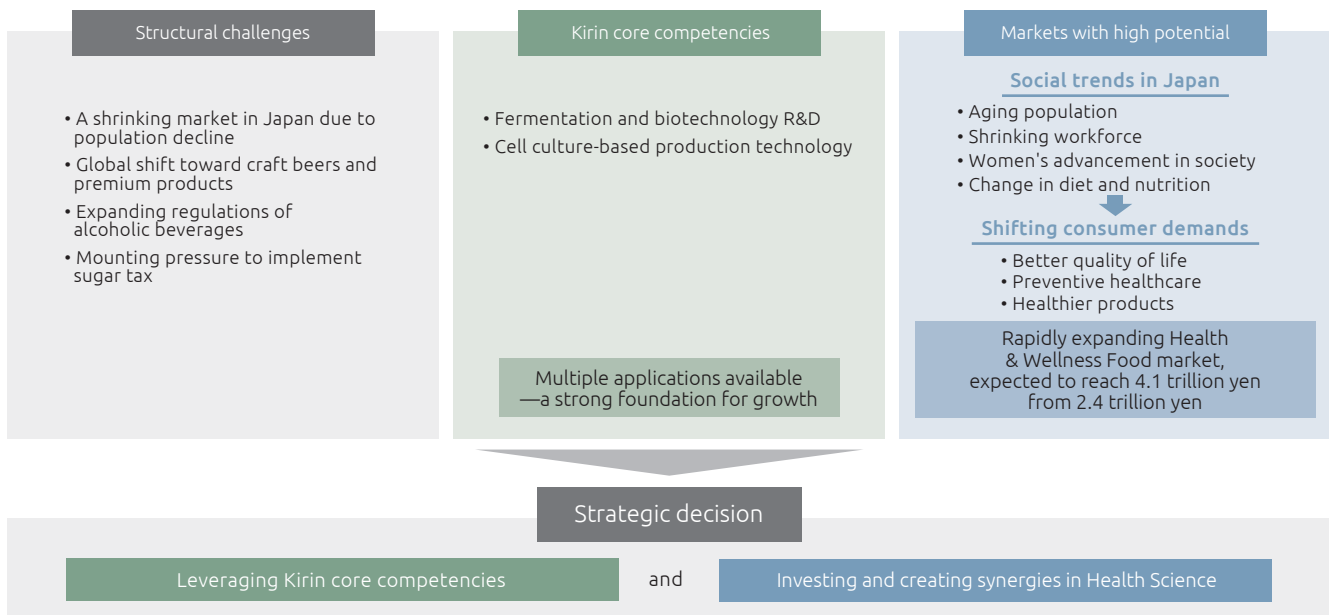 Structural challenges
• A shrinking market in Japan due to
population decline
• Global shift toward craft beers and
premium products
• Expanding regulations of
alcoholic beverages
• Mounting pressure to implement
sugar tax
Kirin core competencies
• Fermentation and biotechnology R&D
• Cell culture-based production technology
Multiple applications available
—a strong foundation for growth
Markets with high potential
Social trends in Japan
• Aging population
• Shrinking workforce
• Women's advancement in society
• Change in diet and nutrition
Shifting consumer demands
• Better quality of life
• Preventive healthcare
• Healthier products
Rapidly expanding Health
& Wellness Food market,
expected to reach 4.1 trillion yen
from 2.4 trillion yen
Strategic decision
Leveraging Kirin core competencies
and
Investing and creating synergies in Health Science